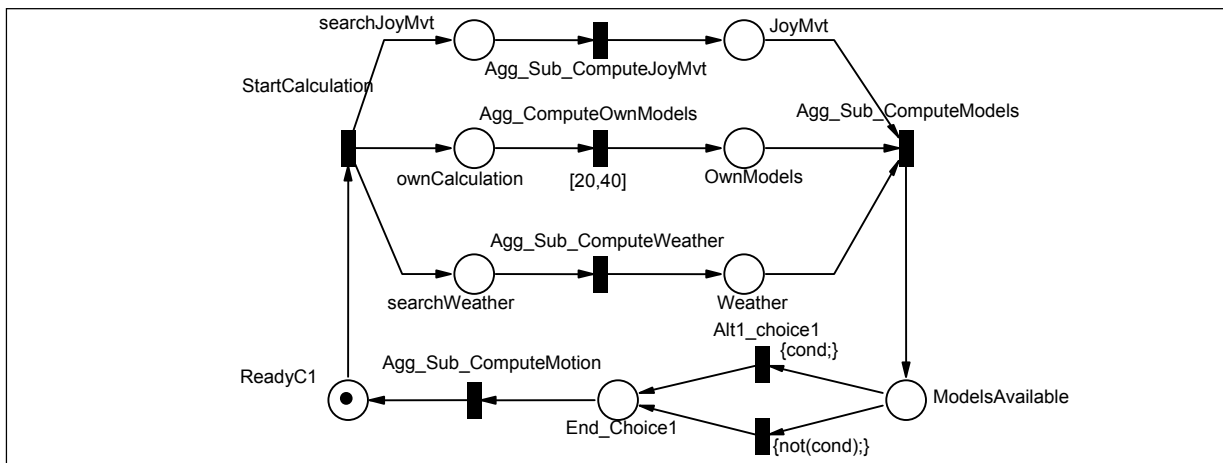 searchJoyMvt
JoyMvt
Agg_Sub_ComputeJoyMvt
StartCalculation
Agg_ComputeOwnModels
Agg_Sub_ComputeModels
ownCalculation
[20,40]
OwnModels
Agg_Sub_ComputeWeather
searchWeather
Weather
Alt1_choice1
{cond;}
Agg_Sub_ComputeMotion
ReadyC1
ModelsAvailable
End_Choice1
{not(cond);}